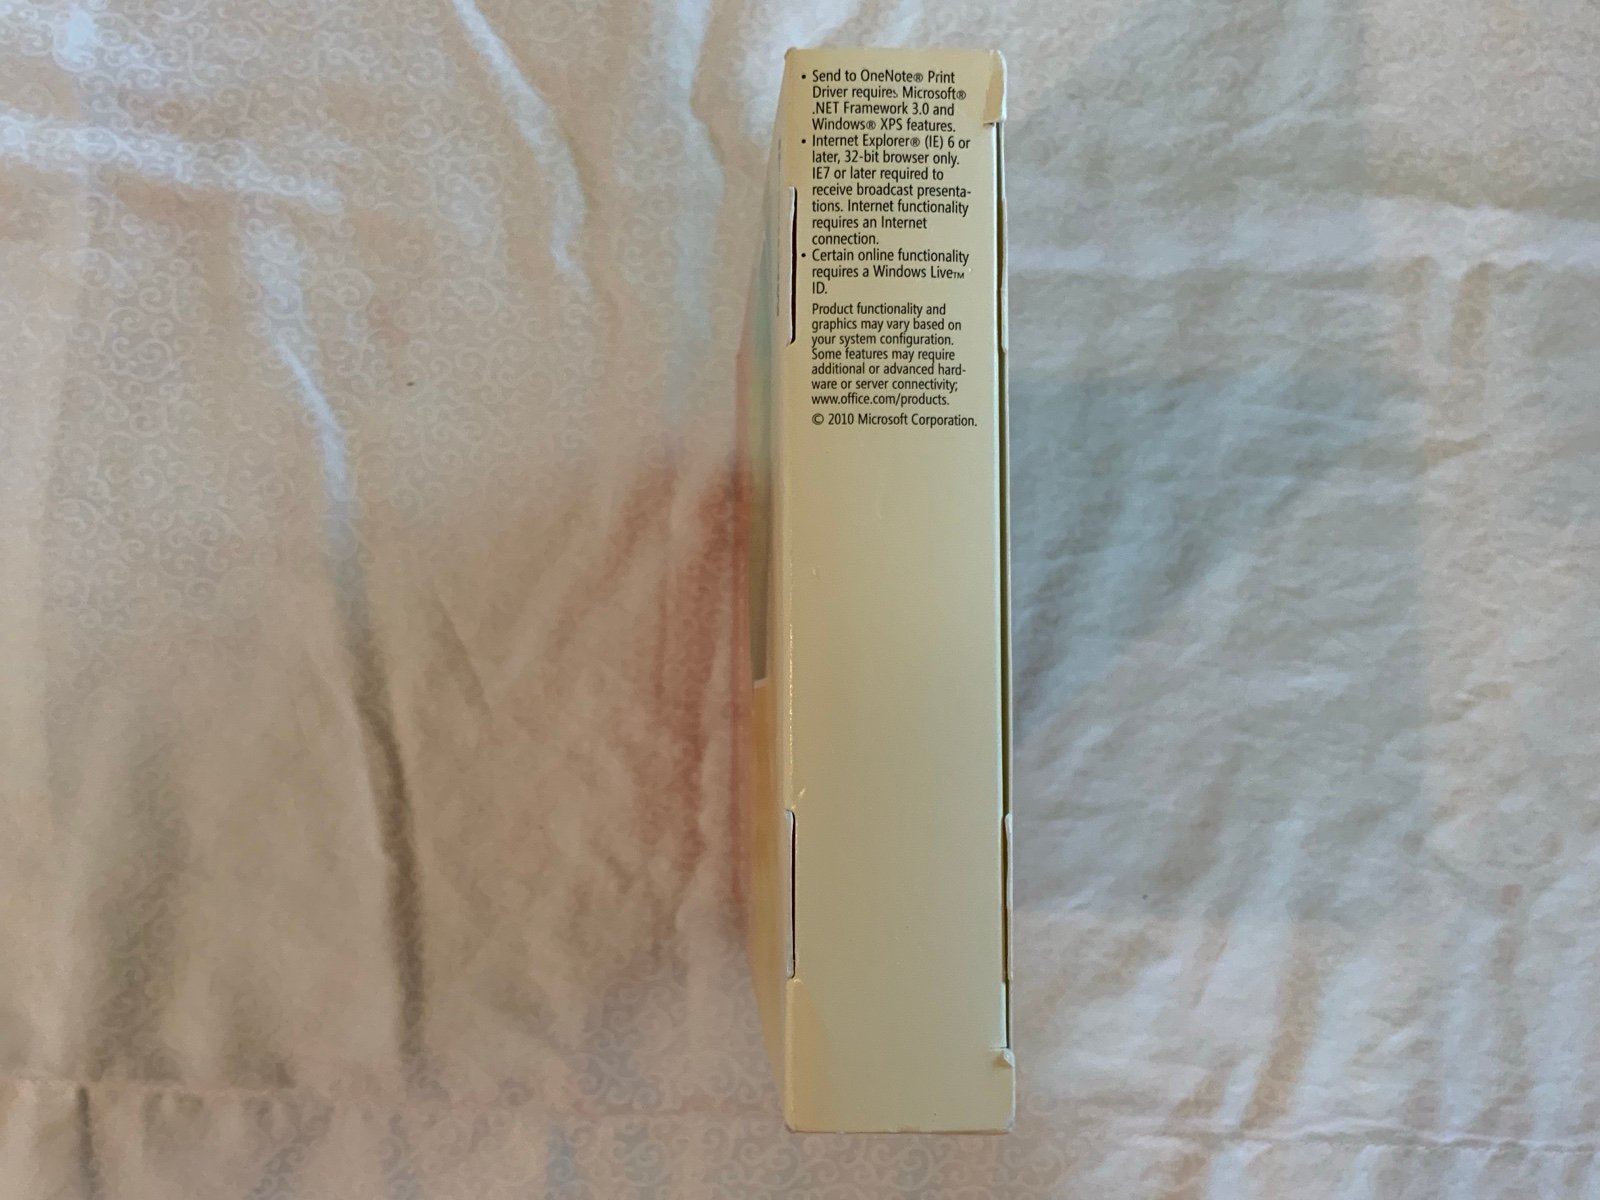 • Send to OneNote® Print
Driver requires Microsoft®
.NET Framework 3.0 and
Windows® XPS features.
• Internet Explorer® (IE) 6 or
later, 32-bit browser only.
IE7 or later required to
receive broadcast presenta-
tions. Internet functionality
requires an Internet
connection.
• Certain online functionality
requires a Windows Live™
ID.
Product functionality and
graphics may vary based on
your system configuration.
Some features may require
additional or advanced hard-
ware or server connectivity;
www.office.com/products.
© 2010 Microsoft Corporation.